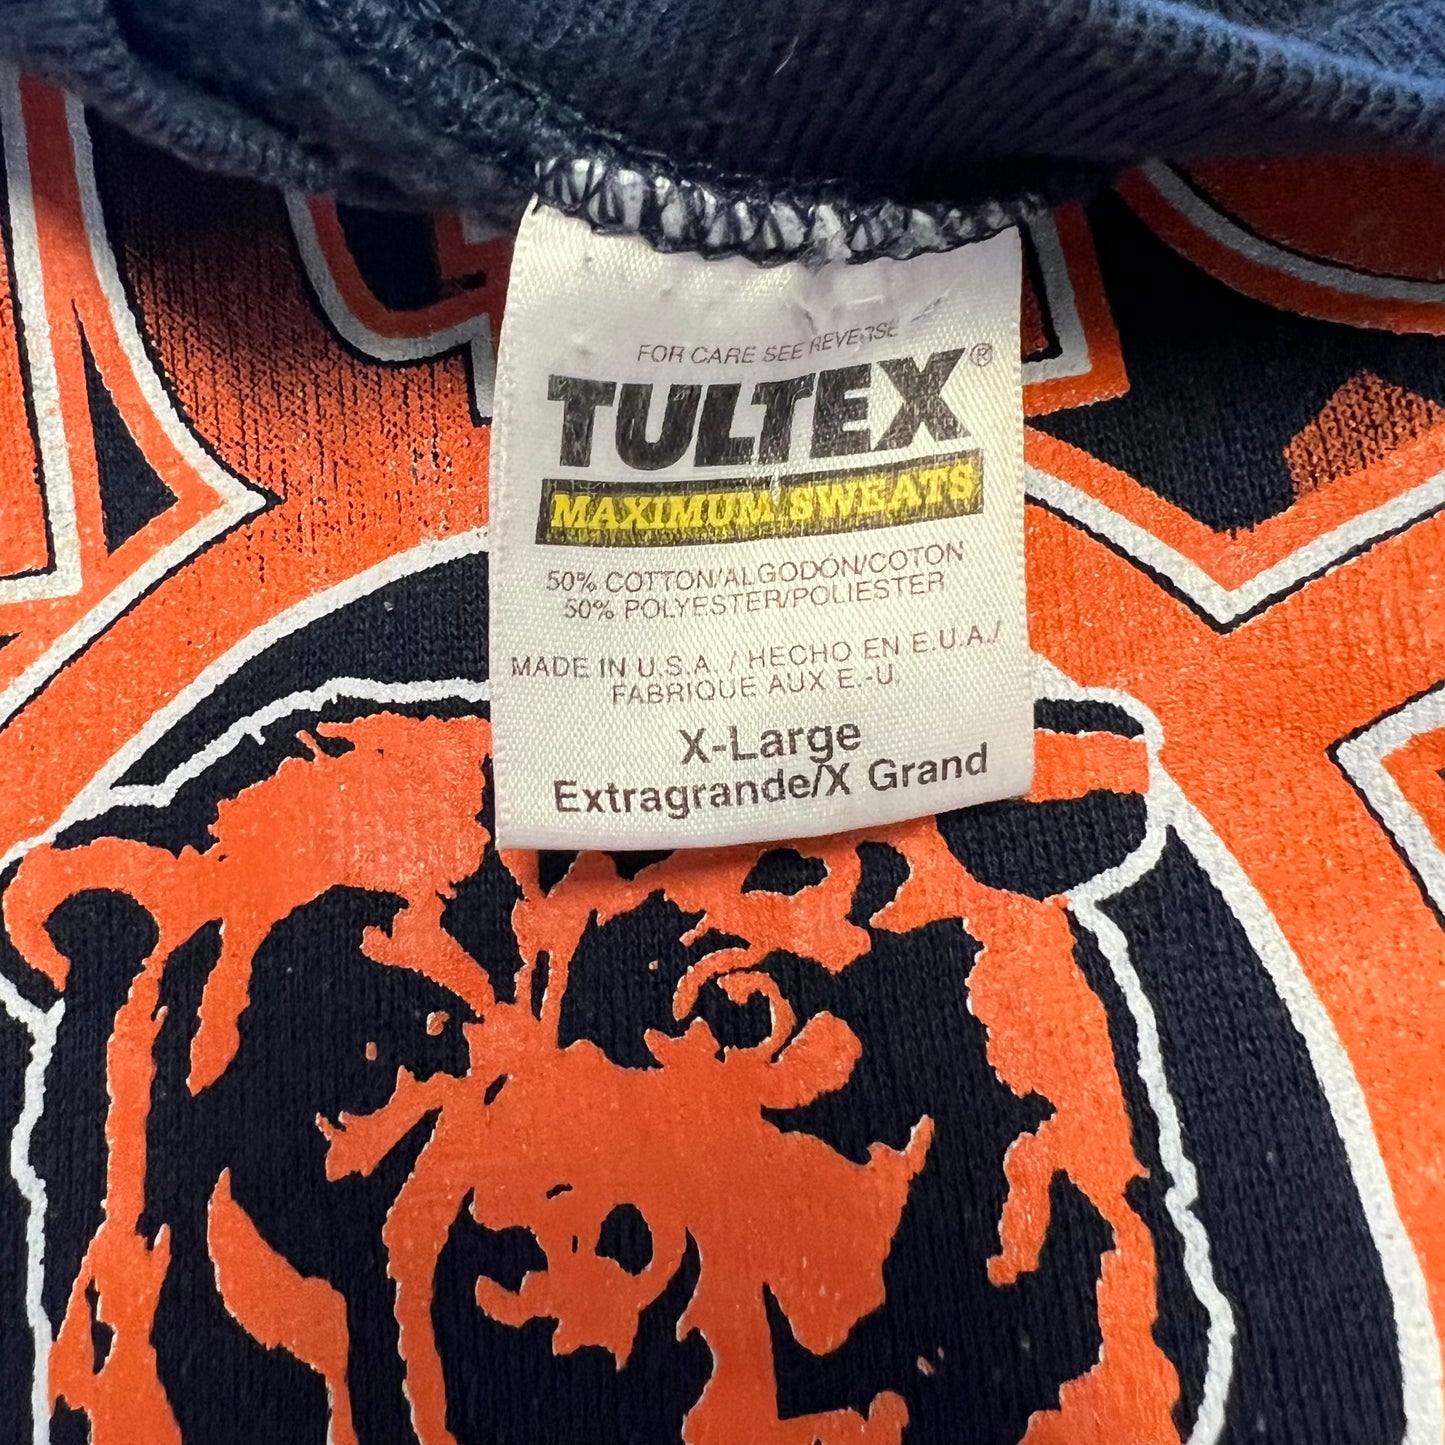 FOR CARE SEE REVERSE
TULTEX®
MAXIMUM SWEATS
50% COTTON/ALGODÓN/COTON
50% POLYESTER/POLIESTER
MADE IN U.S.A. / HECHO EN E.U.A./
FABRIQUE AUX E.-U.
X-Large
Extragrande/X Grand